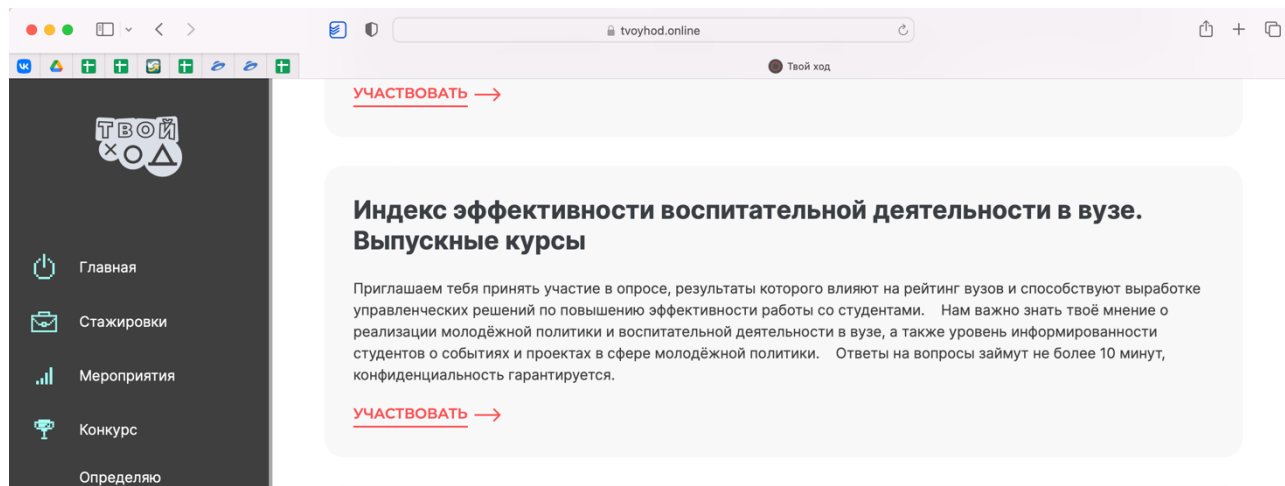 tvoyhod.online
Твой ход
ТВОЙ
ХОД
Главная
Стажировки
Мероприятия
Конкурс
Определяю
УЧАСТВОВАТЬ
Индекс эффективности воспитательной деятельности в вузе.
Выпускные курсы
Приглашаем тебя принять участие в опросе, результаты которого влияют на рейтинг вузов и способствуют выработке
управленческих решений по повышению эффективности работы со студентами. Нам важно знать твоё мнение о
реализации молодёжной политики и воспитательной деятельности в вузе, а также уровень информированности
студентов о событиях и проектах в сфере молодёжной политики. Ответы на вопросы займут не более 10 минут,
конфиденциальность гарантируется.
УЧАСТВОВАТЬ